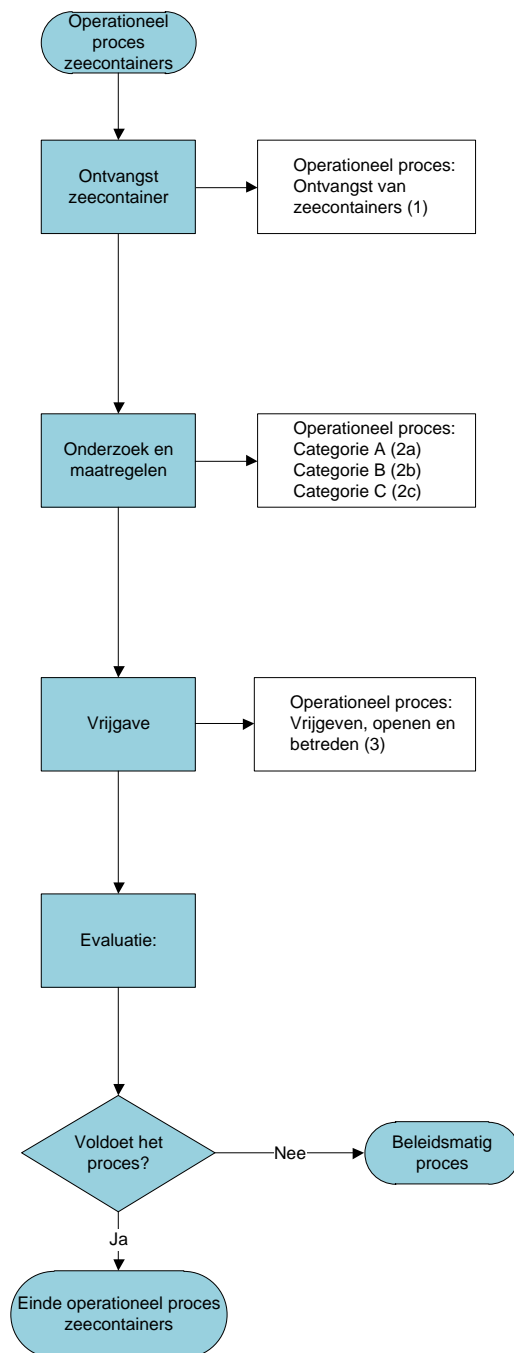 Operationeel
proces
zeecontainers
Ontvangst
zeecontainer
Operationeel proces:
Ontvangst van
zeecontainers (1)
Onderzoek en
maatregelen
Operationeel proces:
Categorie A (2a)
Categorie B (2b)
Categorie C (2c)
Vrijgave
Operationeel proces:
Vrijgeven, openen en
betreden (3)
Evaluatie:
Voldoet het
proces?
Nee
Beleidsmatig
proces
Ja
Einde operationeel proces
zeecontainers